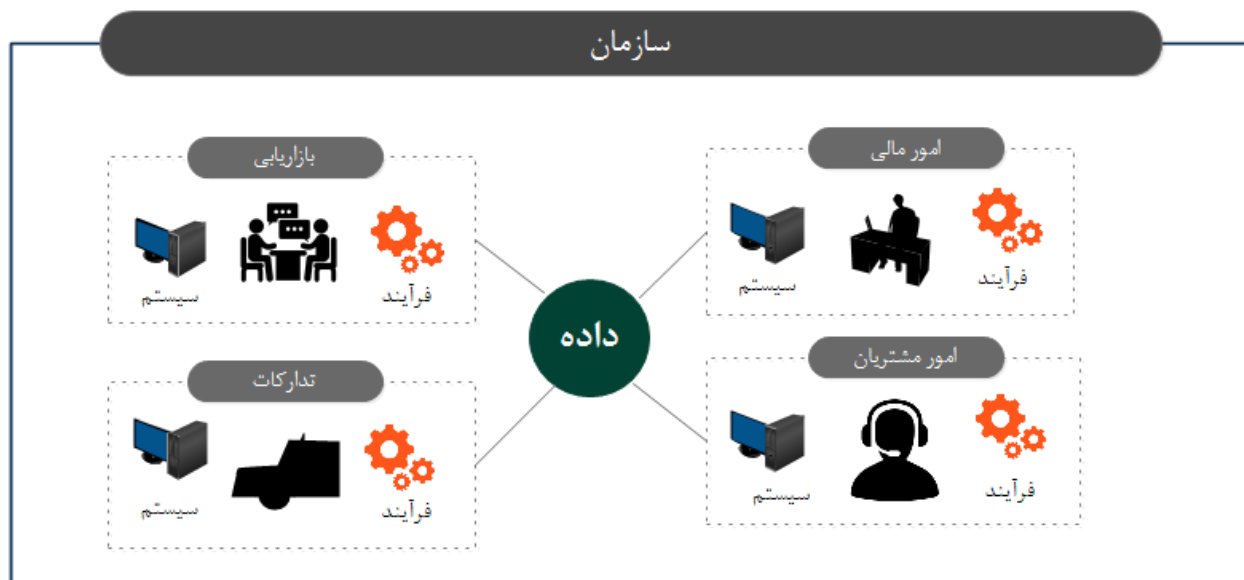 سازمان
امور مالی
سیستم
فرآیند
بازاریابی
سیستم
فرآیند
داده
امور مشتریان
سیستم
فرآیند
تدارکات
سیستم
فرآیند